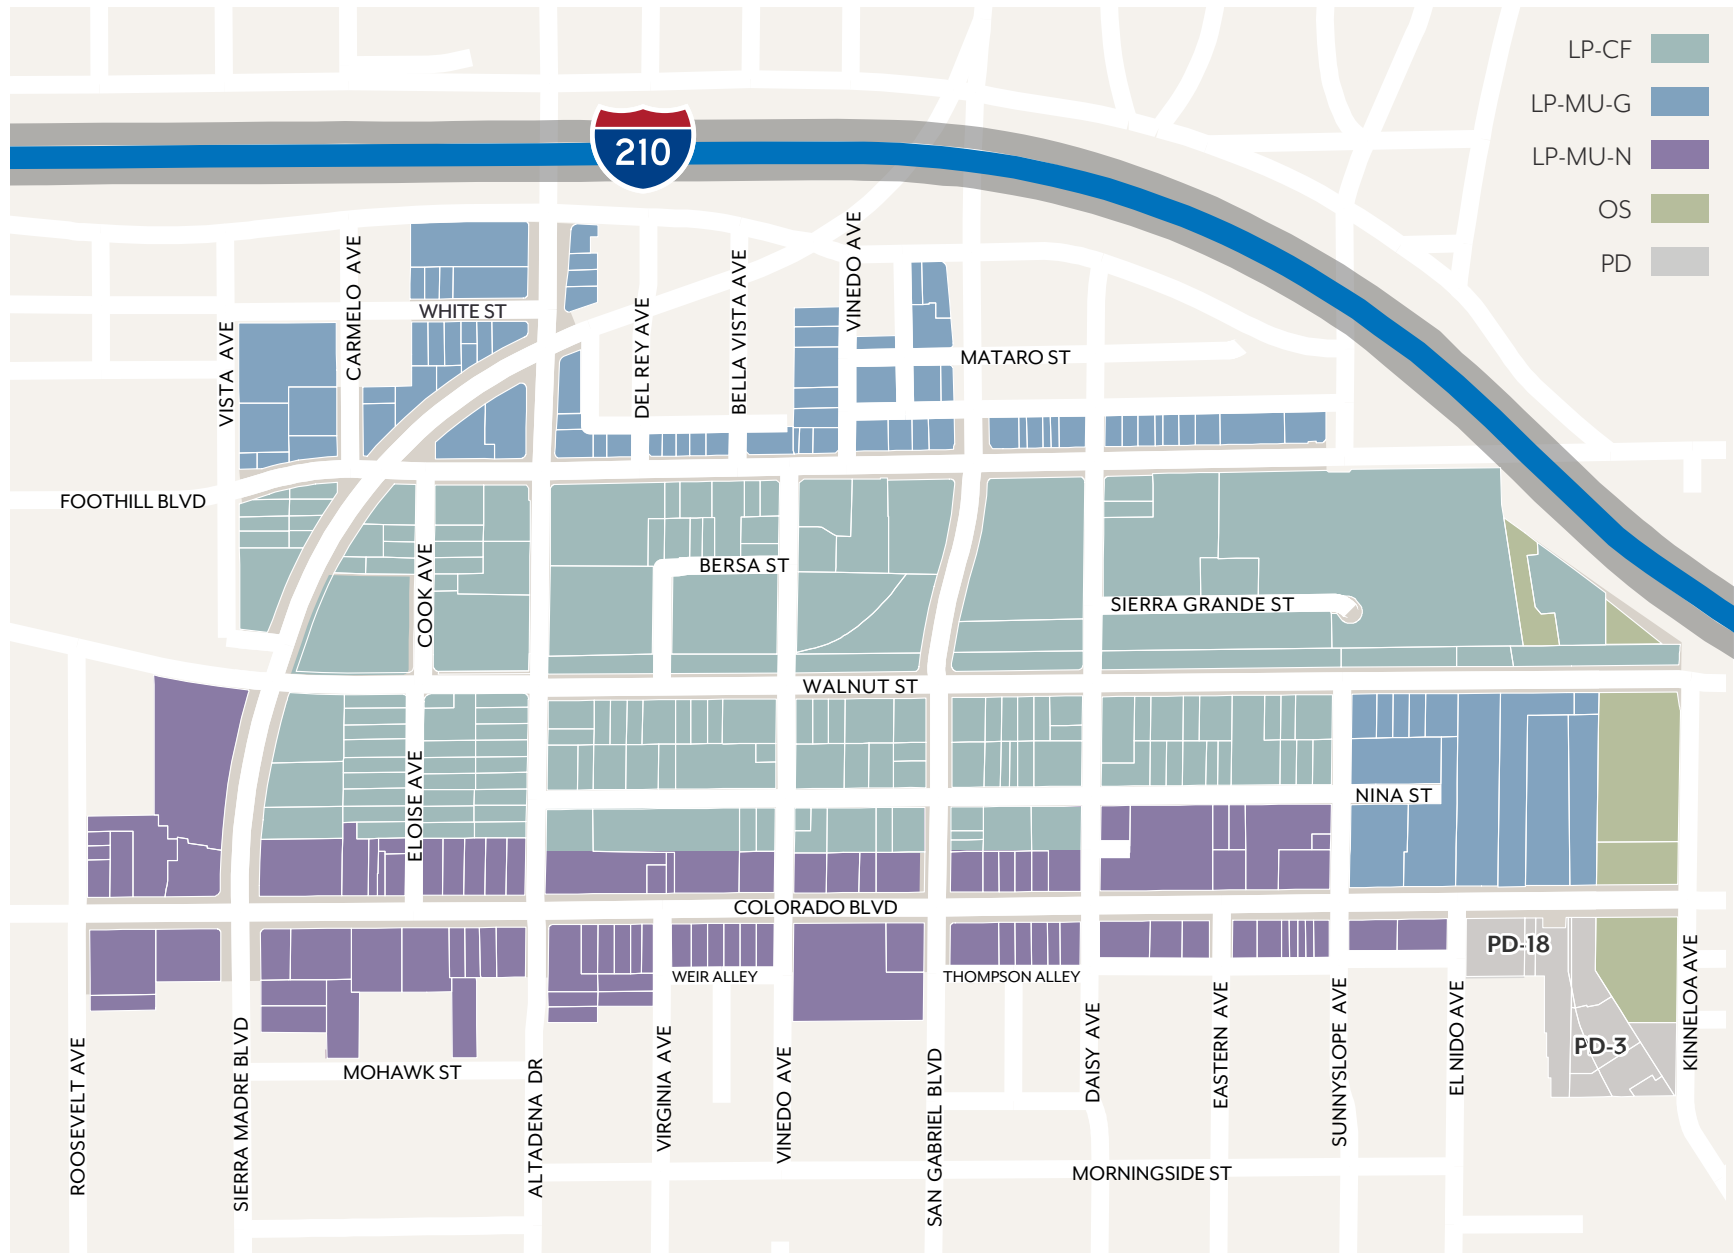 LP-CF
LP-MU-G
LP-MU-N
OS
PD
210
WHITE ST
VISTA AVE
CARMELO AVE
DEL REY AVE
BELLA VISTA AVE
VINEDO AVE
MATARO ST
FOOTHILL BLVD
COOK AVE
BERSA ST
SIERRA GRANDE ST
WALNUT ST
ELOISE AVE
NINA ST
COLORADO BLVD
PD-18
WEIR ALLEY
THOMPSON ALLEY
PD-3
MOHAWK ST
ROOSEVELT AVE
SIERRA MADRE BLVD
ALTADENA DR
VIRGINIA AVE
VINEDO AVE
SAN GABRIEL BLVD
DAISY AVE
EASTERN AVE
SUNNYSLOPE AVE
EL NIDO AVE
KINNELOA AVE
MORNINGSIDE ST